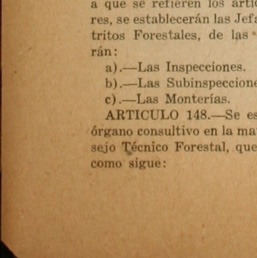 a que se refieren los artíc
res, se establecerán las Jefa
tritos Forestales, de las
rán:
a).—Las Inspecciones.
b).—Las Subinspeccione
c).—Las Monterías.
ARTICULO 148.—Se es
órgano consultivo en la ma
sejo Técnico Forestal, que
como sigue: